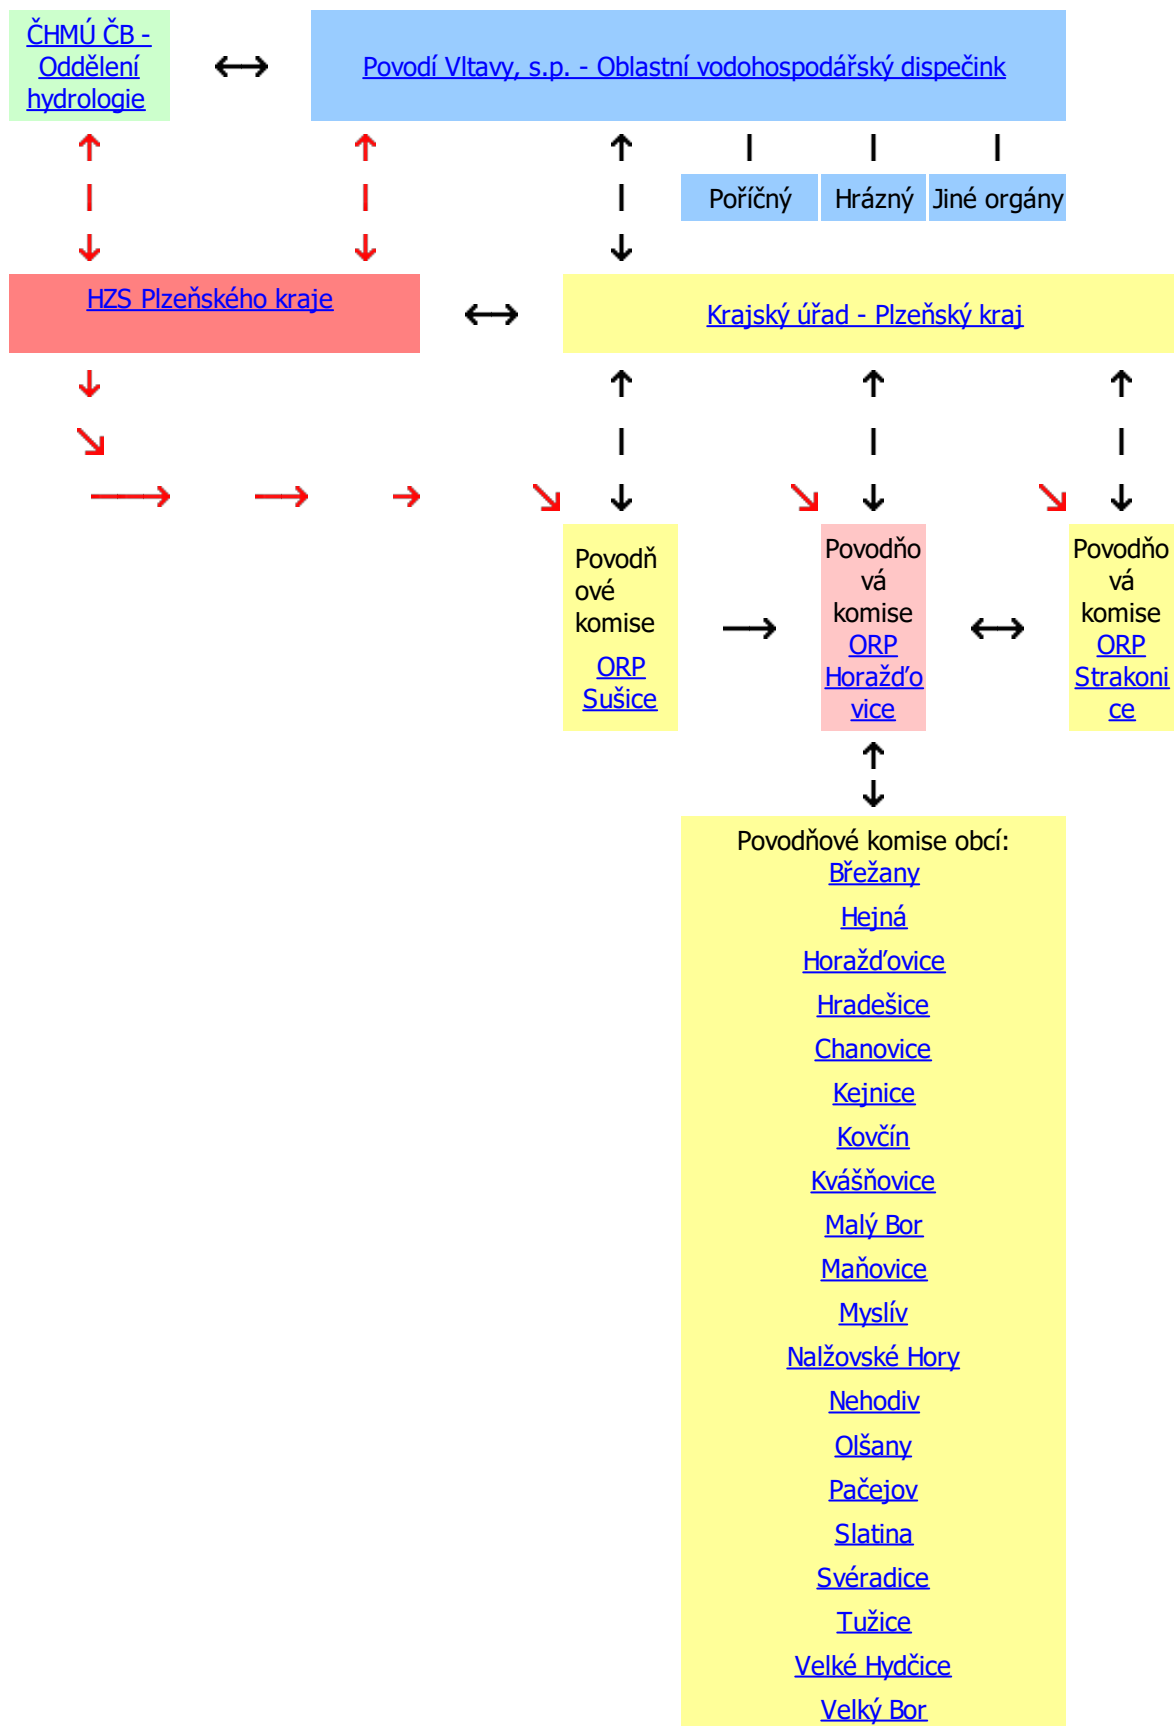 ČHMÚ ČB -
Oddělení
hydrologie
Povodí Vltavy, s.p. - Oblastní vodohospodářský dispečink
Poříčný
Hrázný
Jiné orgány
HZS Plzeňského kraje
Krajský úřad - Plzeňský kraj
Povodň
ové
komise
ORP
Sušice
Povodňo
vá
komise
ORP
Horažďo
vice
Povodňo
vá
komise
ORP
Strakoni
ce
Povodňové komise obcí:
Břežany
Hejná
Horažďovice
Hradešice
Chanovice
Kejnice
Kovčín
Kvášňovice
Malý Bor
Maňovice
Myslív
Nalžovské Hory
Nehodiv
Olšany
Pačejov
Slatina
Svéradice
Tužice
Velké Hydčice
Velký Bor